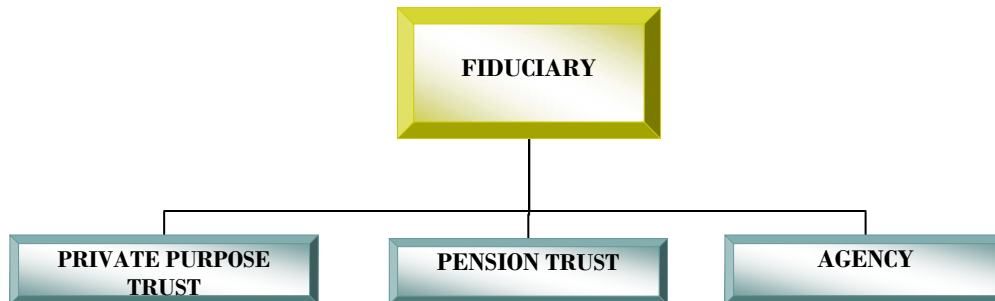 FIDUCIARY
PRIVATE PURPOSE
TRUST
PENSION TRUST
AGENCY